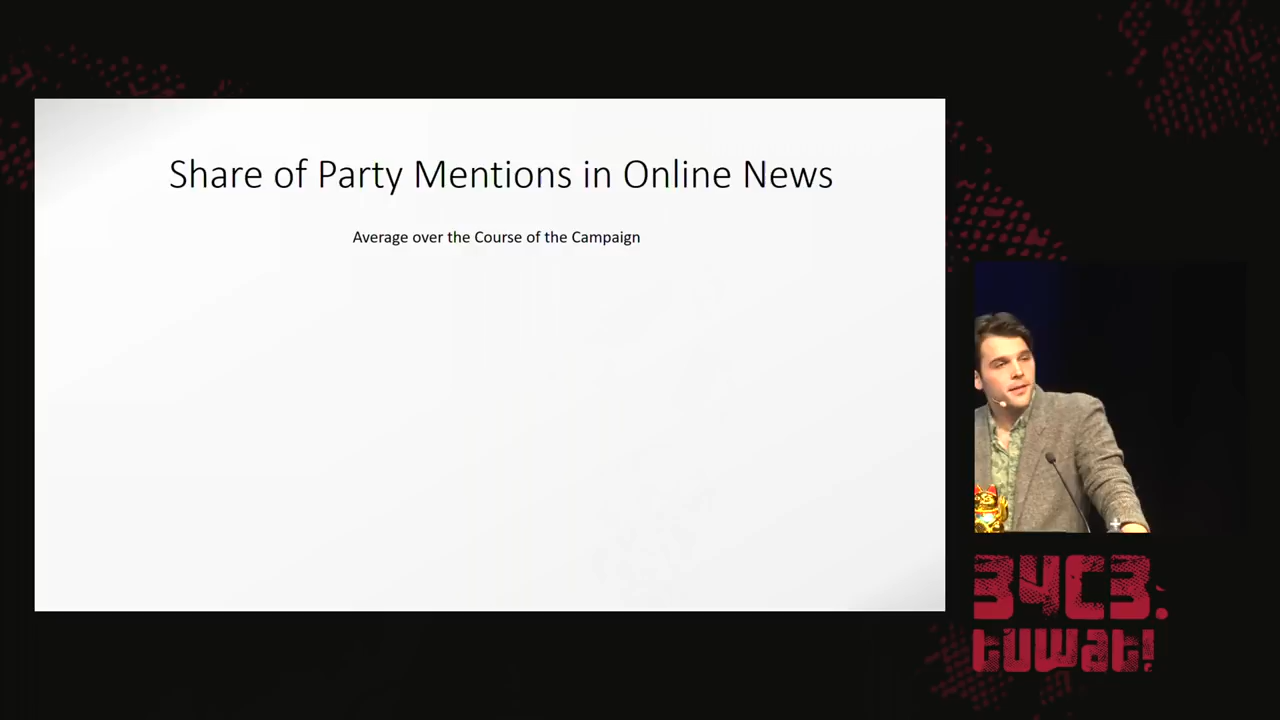 Share of Party Mentions in Online News
Average over the Course of the Campaign
34C3.
tuwat!